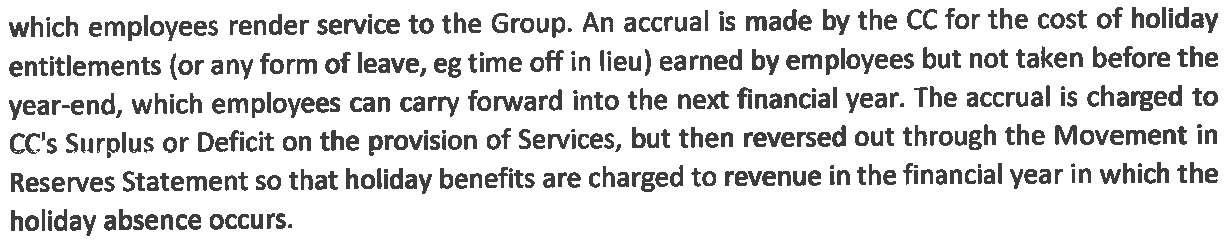 which employees render service to the Group. An accrual is made by the CC for the cost of holiday
entitlements (or any form of leave, eg time off in lieu) earned by employees but not taken before the
year-end, which employees can carry forward into the next financial year. The accrual is charged to
CC's Surplus or Deficit on the provision of Services, but then reversed out through the Movement in
Reserves Statement so that holiday benefits are charged to revenue in the financial year in which the
holiday absence occurs.